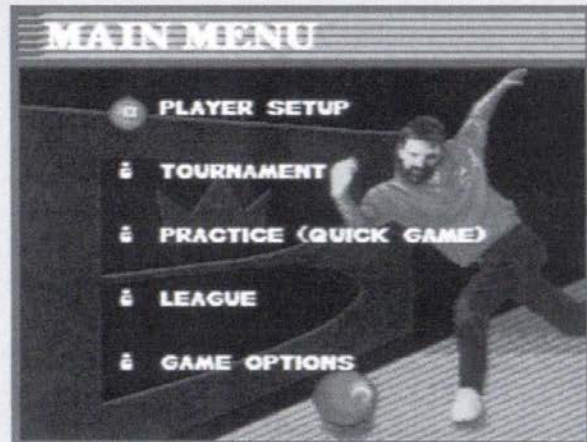 MAIN MENU
PLAYER SETUP
TOURNAMENT
PRACTICE (QUICK GAME)
LEAGUE
GAME OPTIONS